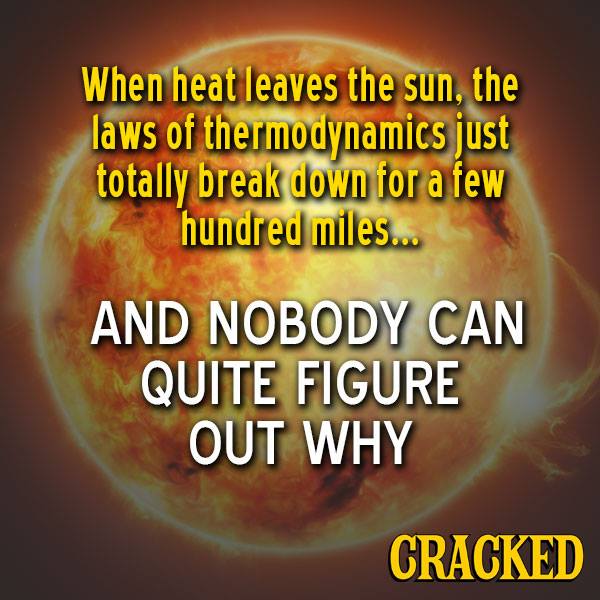 When heat leaves the sun, the
laws of thermodynamics just
totally break down for a few
hundred miles...
AND NOBODY CAN
QUITE FIGURE
OUT WHY
CRACKED